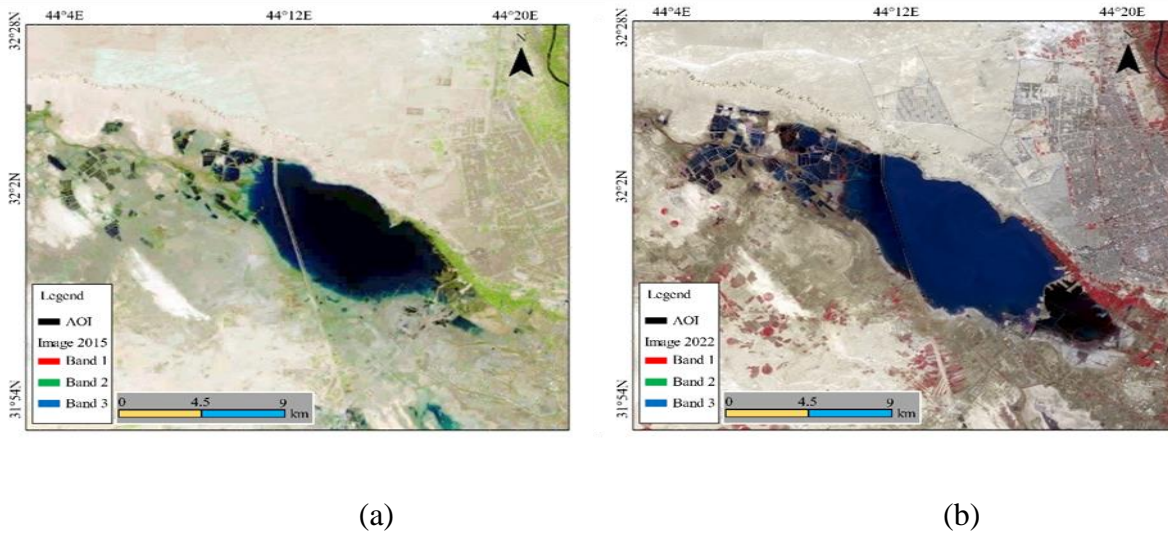 44°4E 44°12E 44°20E
32°28N
32°2N
31°54N
N
Legend
AOI
Image 2015
Band 1
Band 2
Band 3
0 4.5 9
km
(a)
44°4E 44°12E 44°20E
32°28N
32°2N
31°54N
N
Legend
AOI
Image 2022
Band 1
Band 2
Band 3
0 4.5 9
km
(b)